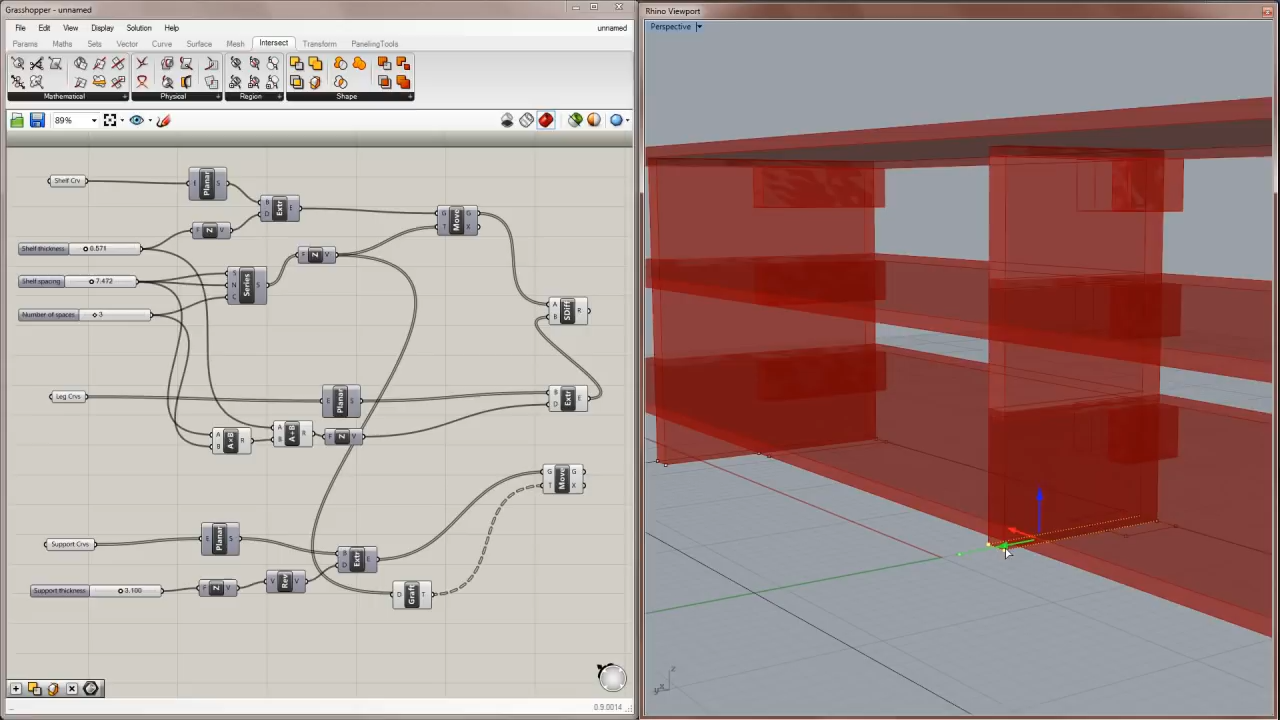 Grasshopper - unnamed
File Edit View Display Solution Help
unnamed
Params Maths Sets Vector Curve Surface Mesh Intersect Transform PanelingTools
Mathematical + Physical + Region + Shape +
89%
Shelf Crv
E Planar S
B D Extr E
F Z V
G T Move G X
Shelf thickness 0.571
F Z V
Shelf spacing 7.472
S N C Series S
Number of spaces 3
A B SDiff R
Leg Crvs
Planar S
B D Extr E
A B A×B R
A B A+B R
Z V
G T Move G X
Support Crvs
E Planar S
B D Extr E
Support thickness 3.100
F Z V
V Rev V
D Graft T
0.9.0014
Rhino Viewport
Perspective
z
y
x